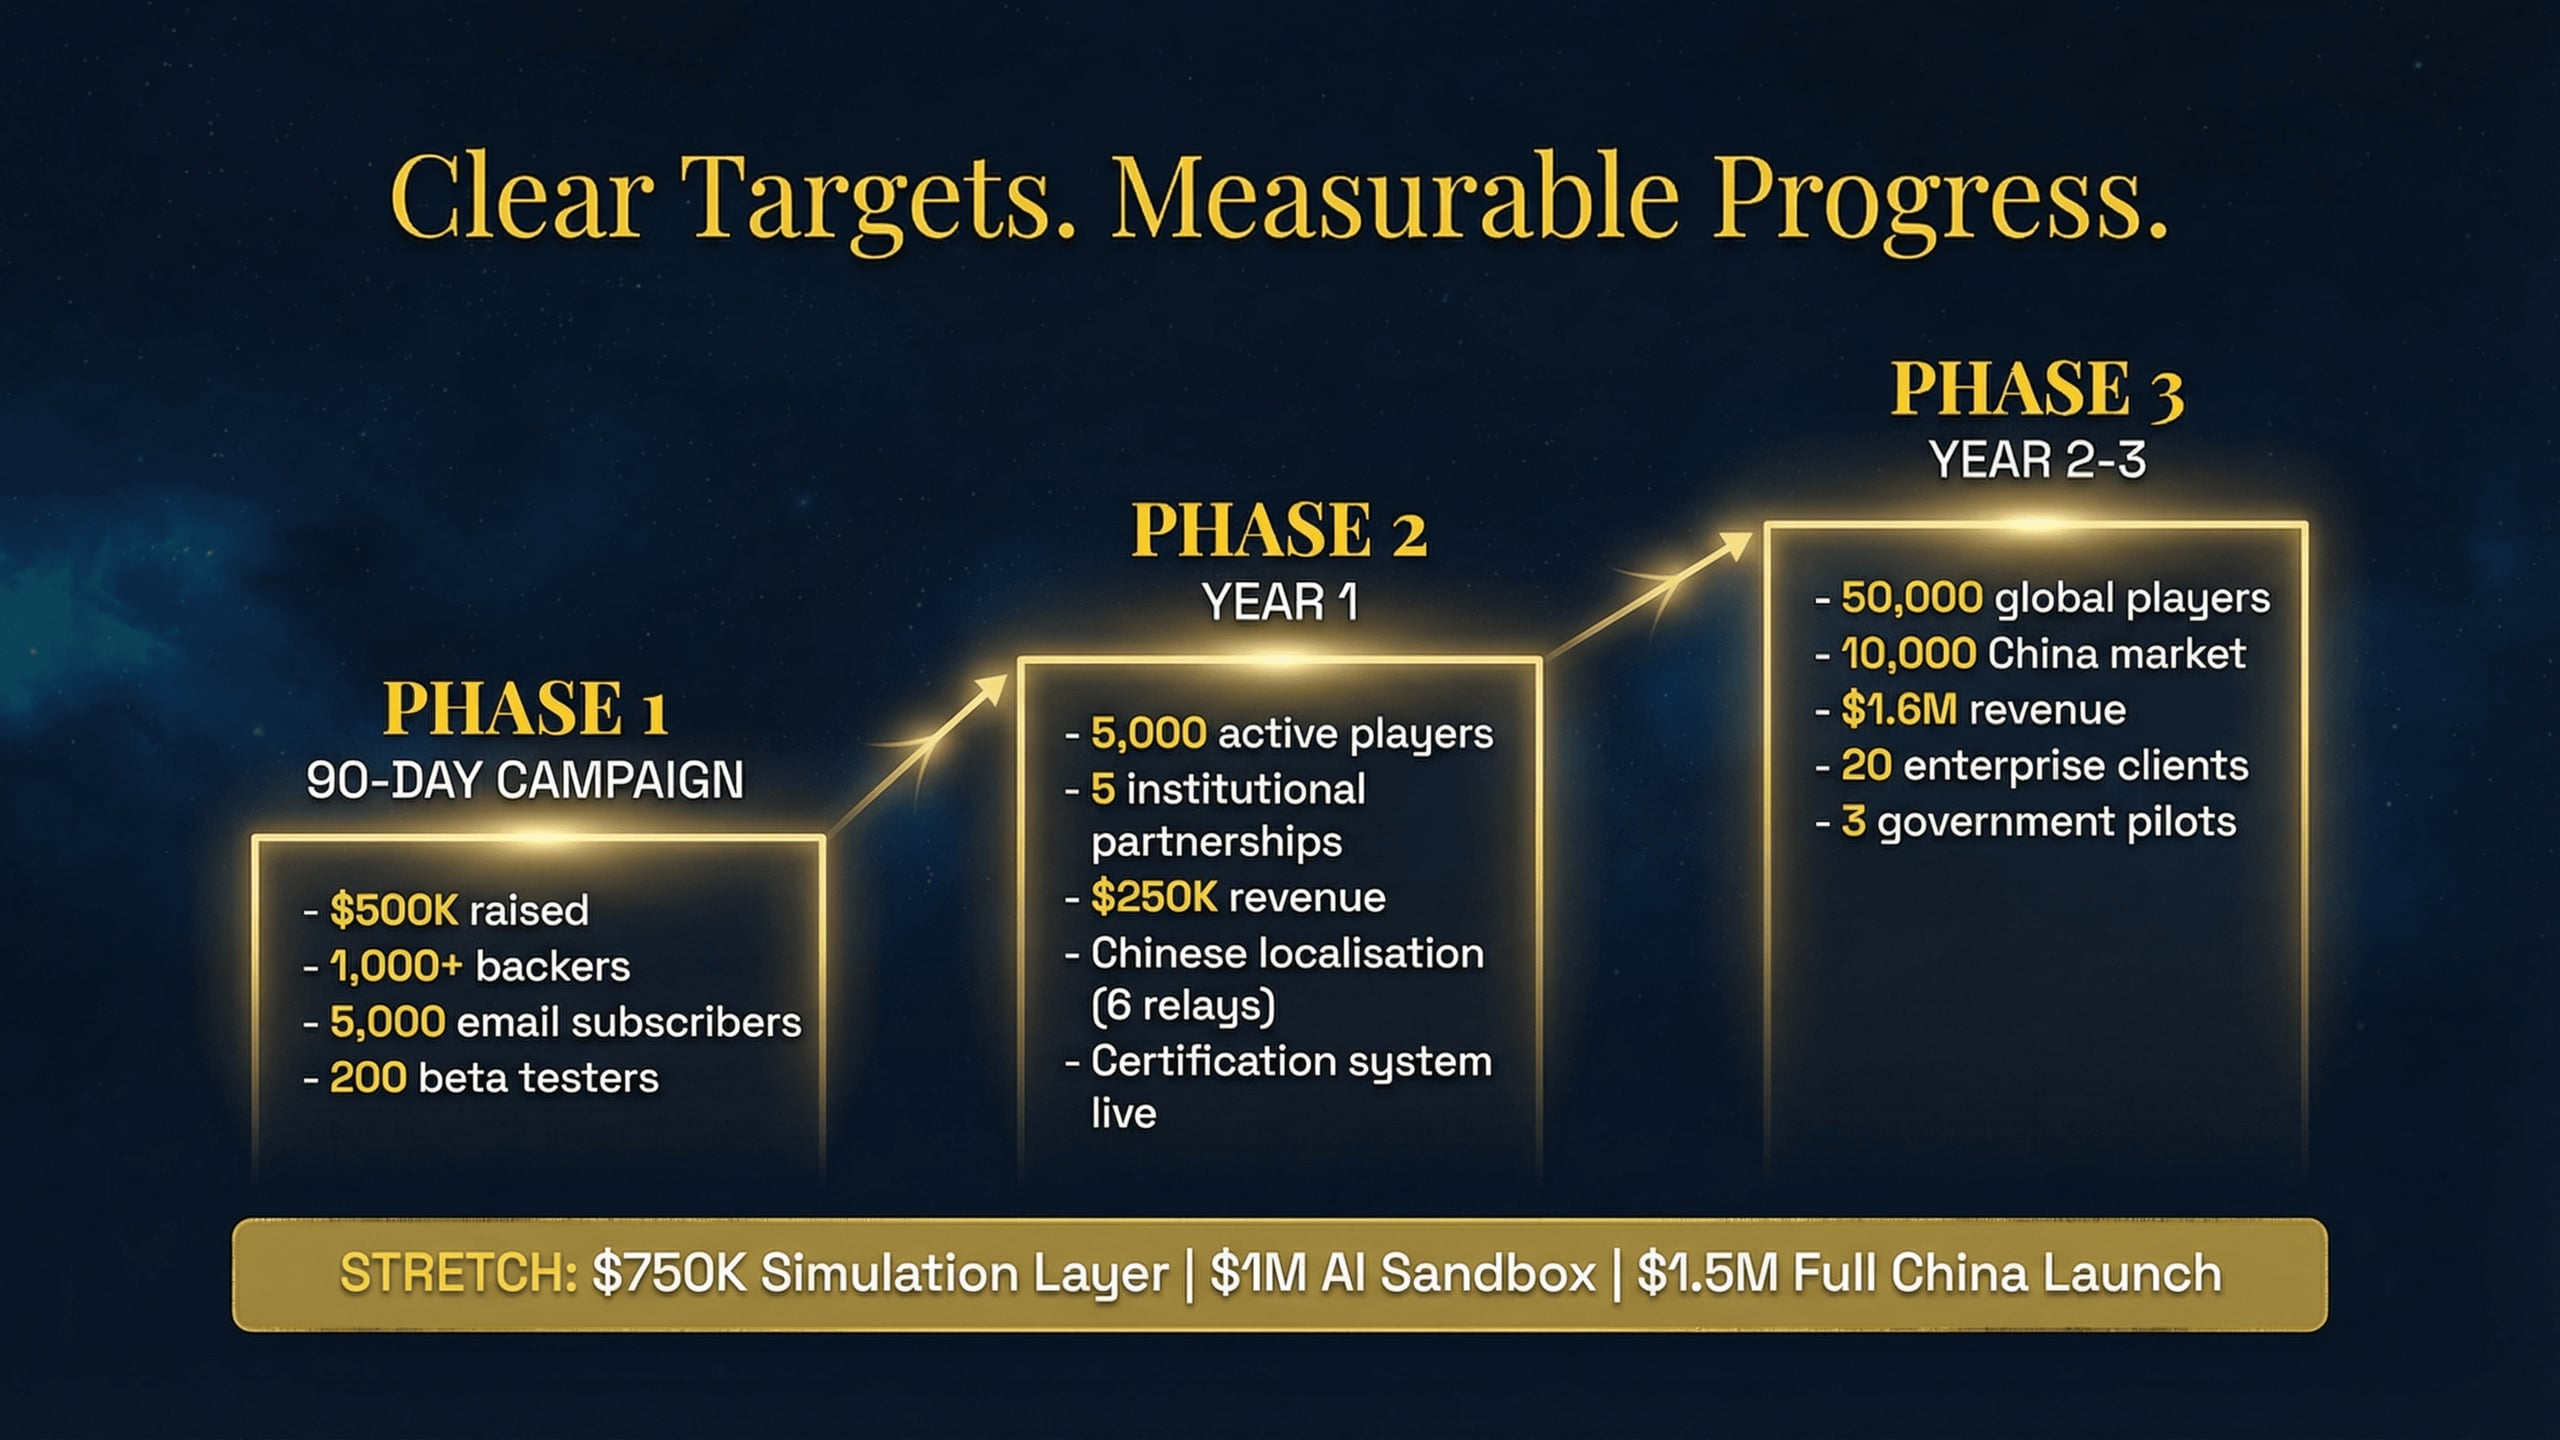 Clear Targets. Measurable Progress.
PHASE 1
90-DAY CAMPAIGN
- $500K raised
- 1,000+ backers
- 5,000 email subscribers
- 200 beta testers
PHASE 2
YEAR 1
- 5,000 active players
- 5 institutional
partnerships
- $250K revenue
- Chinese localisation
(6 relays)
- Certification system
live
PHASE 3
YEAR 2-3
- 50,000 global players
- 10,000 China market
- $1.6M revenue
- 20 enterprise clients
- 3 government pilots
STRETCH: $750K Simulation Layer | $1M AI Sandbox | $1.5M Full China Launch